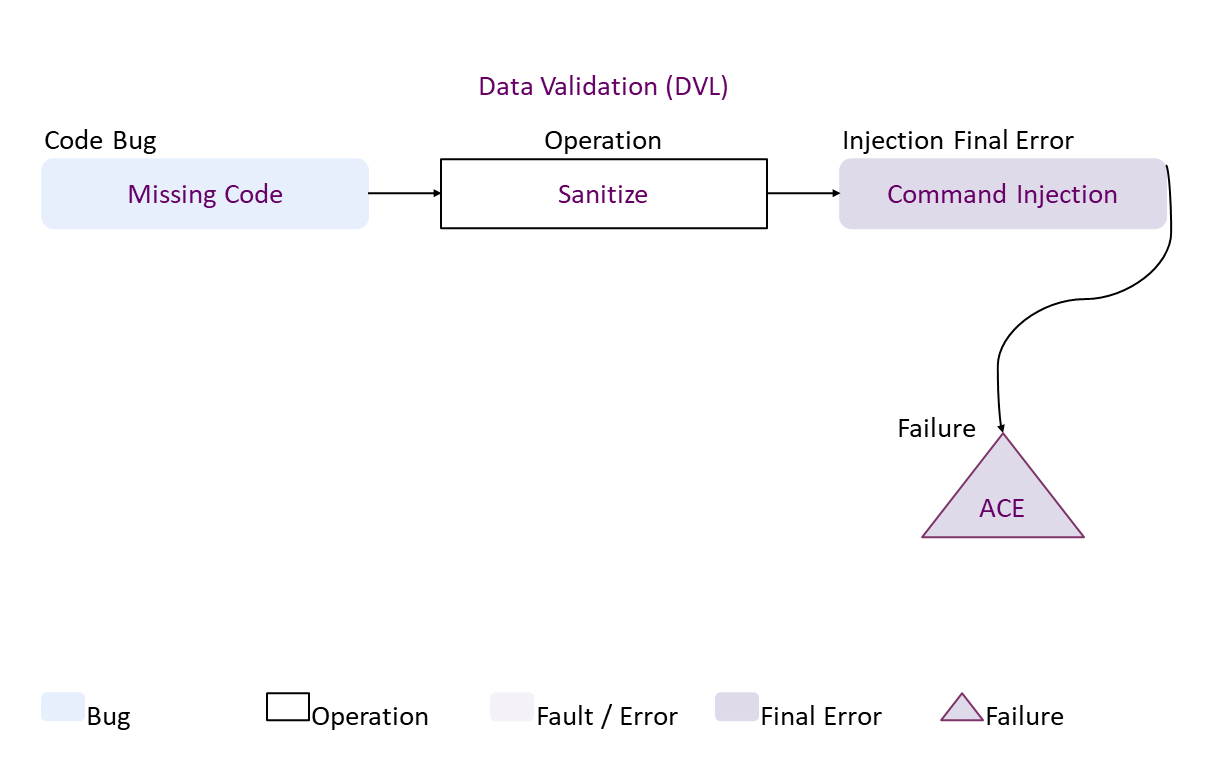 Data Validation (DVL)
Code Bug
Operation
Injection Final Error
Missing Code
Sanitize
Command Injection
Failure
ACE
Bug
Operation
Fault / Error
Final Error
Failure